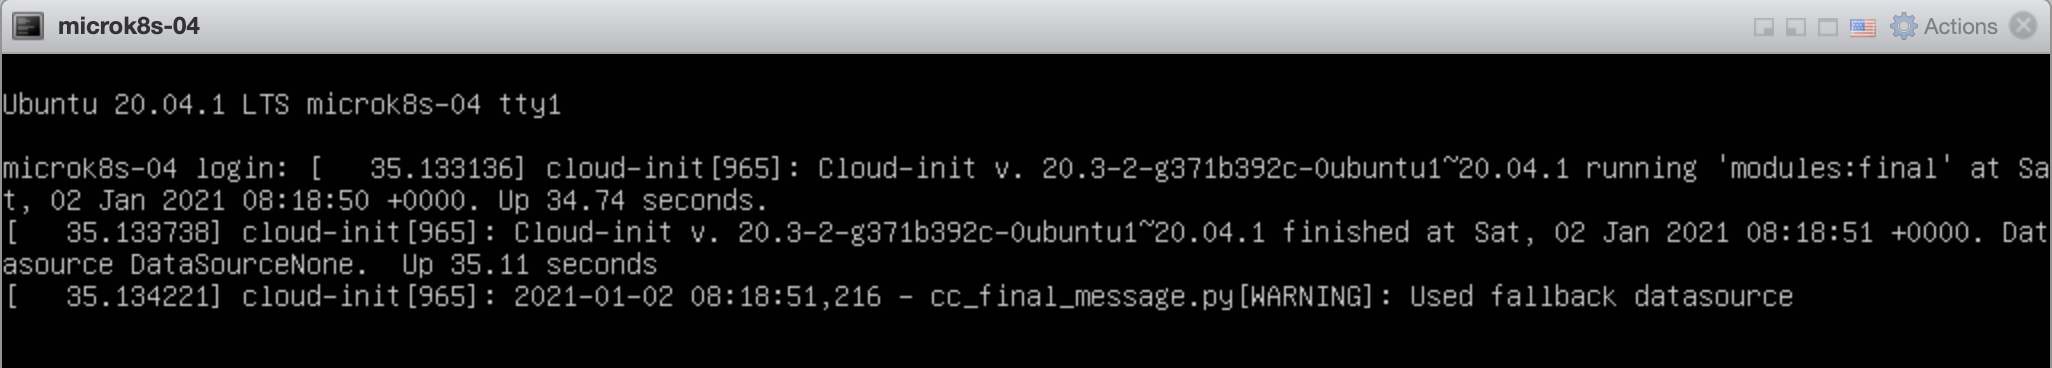 microk8s-04
Actions
Ubuntu 20.04.1 LTS microk8s-04 tty1
microk8s-04 login: [   35.133136] cloud-init[965]: Cloud-init v. 20.3-2-g371b392c-0ubuntu1~20.04.1 running 'modules:final' at Sa
t, 02 Jan 2021 08:18:50 +0000. Up 34.74 seconds.
[   35.133738] cloud-init[965]: Cloud-init v. 20.3-2-g371b392c-0ubuntu1~20.04.1 finished at Sat, 02 Jan 2021 08:18:51 +0000. Dat
asource DataSourceNone.  Up 35.11 seconds
[   35.134221] cloud-init[965]: 2021-01-02 08:18:51,216 - cc_final_message.py[WARNING]: Used fallback datasource